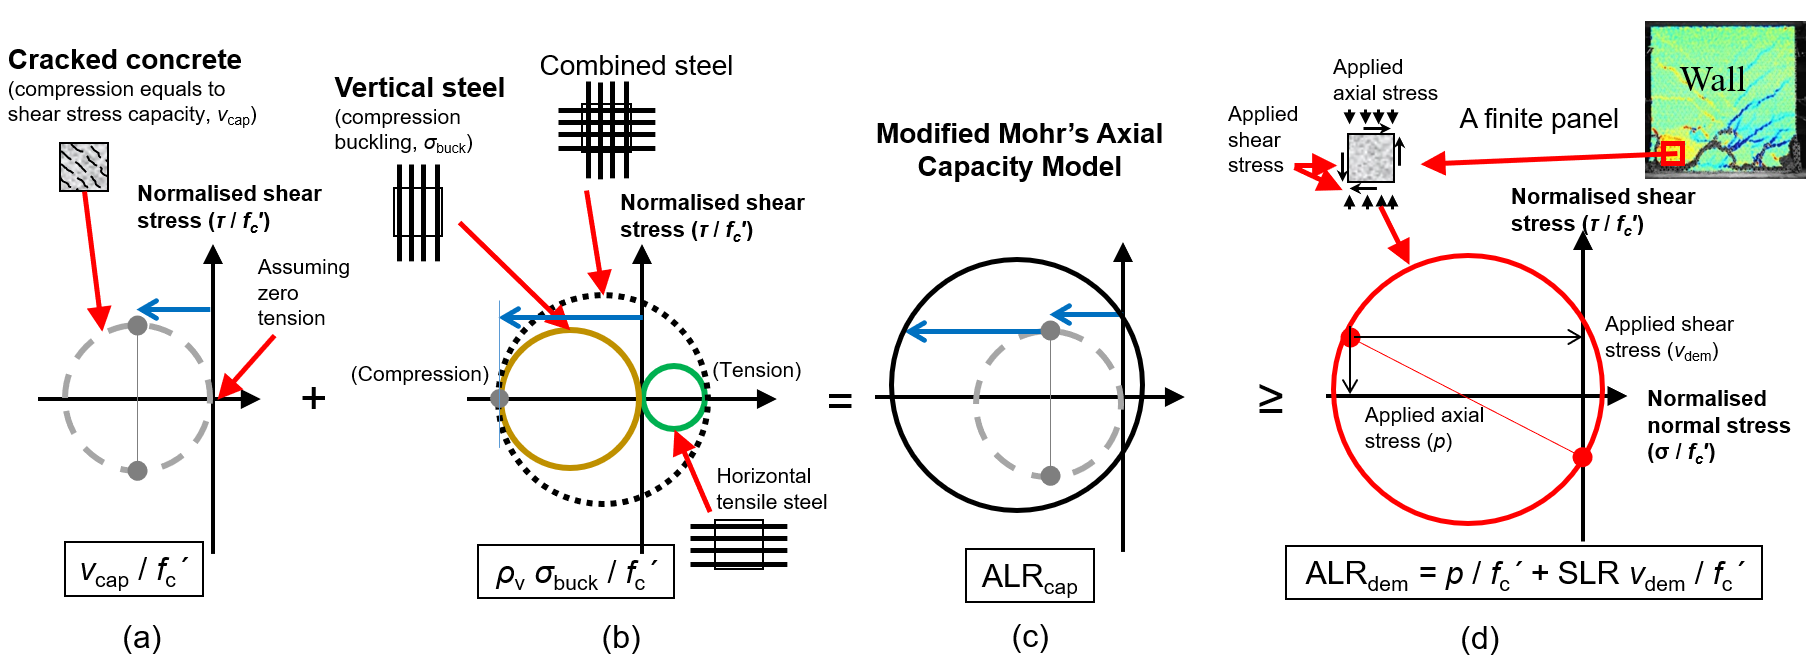 Cracked concrete
(compression equals to
shear stress capacity, vcap)
Normalised shear
stress (τ / fc′)
Assuming
zero
tension
vcap / fc´
(a)
+
Vertical steel
(compression
buckling, σbuck)
Combined steel
Normalised shear
stress (τ / fc′)
(Compression)
(Tension)
Horizontal
tensile steel
ρv σbuck / fc´
(b)
=
Modified Mohr’s Axial
Capacity Model
ALRcap
(c)
≥
Applied
axial stress
Applied
shear
stress
A finite panel
Wall
Normalised shear
stress (τ / fc′)
Applied shear
stress (vdem)
Applied axial
stress (p)
Normalised
normal stress
(σ / fc′)
ALRdem = p / fc´ + SLR vdem / fc´
(d)